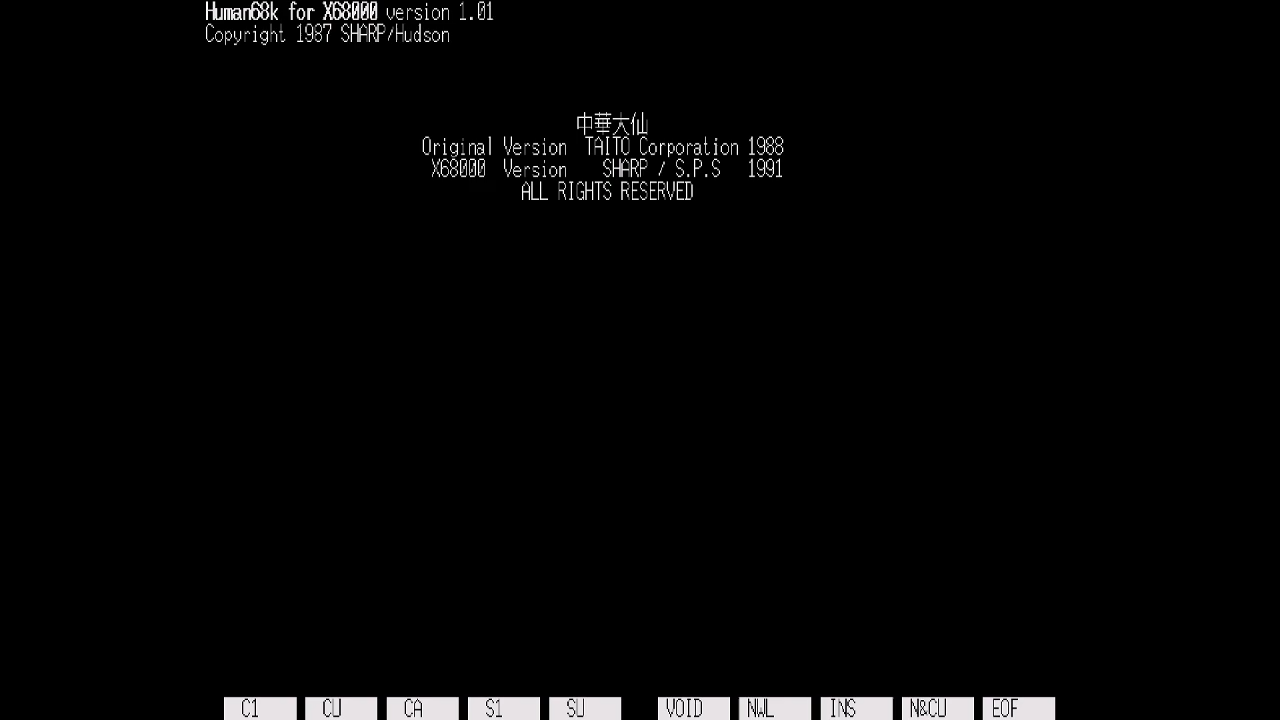 Human68k for X68000 version 1.01
Copyright 1987 SHARP/Hudson
中華大仙
Original Version TAITO Corporation 1988
X68000 Version SHARP / S.P.S 1991
ALL RIGHTS RESERVED
C1 CU CA S1 SU VOID NWL INS N&CU EOF